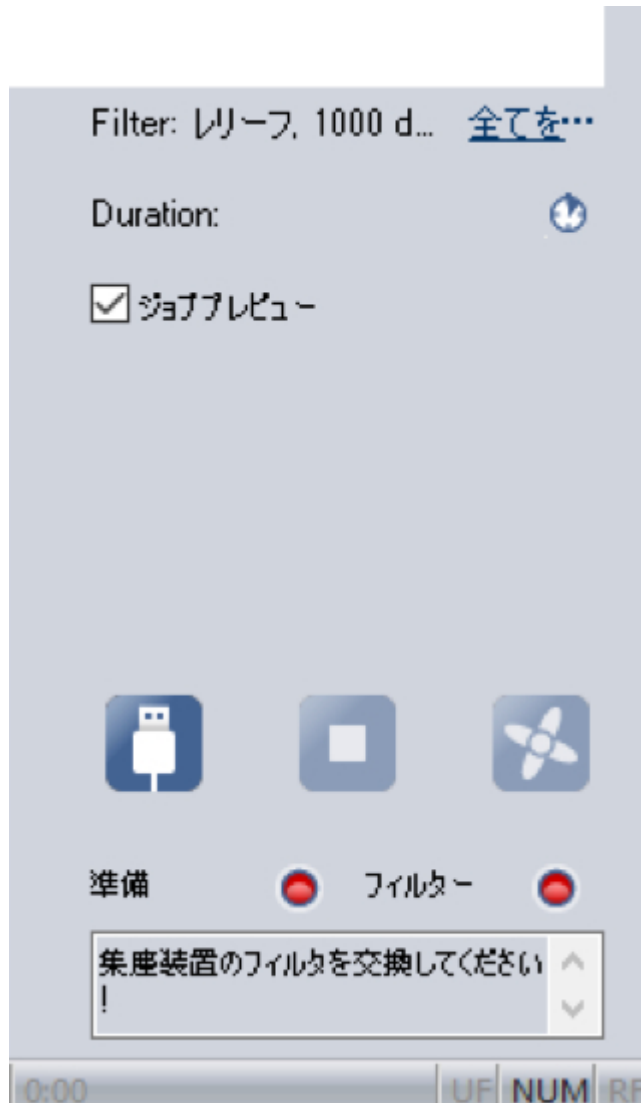 Filter: レリーフ, 1000 d... 全てを...
Duration:
ジョブプレビュー
準備 フィルター
集塵装置のフィルタを交換してください
!
0:00 UF NUM RF